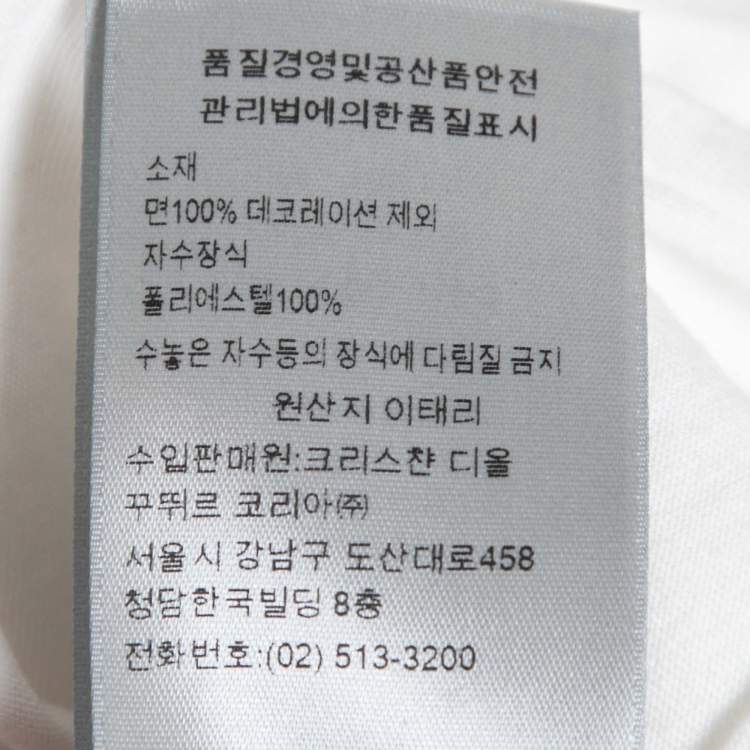 품질경영및공산품안전
관리법에의한품질표시
소재
면100% 데코레이션 제외
자수장식
폴리에스텔100%
수놓은 자수등의 장식에 다림질 금지
원산지 이태리
수입판매원:크리스챤 디올
꾸뛰르 코리아㈜
서울시 강남구 도산대로458
청담한국빌딩 8층
전화번호:(02) 513-3200